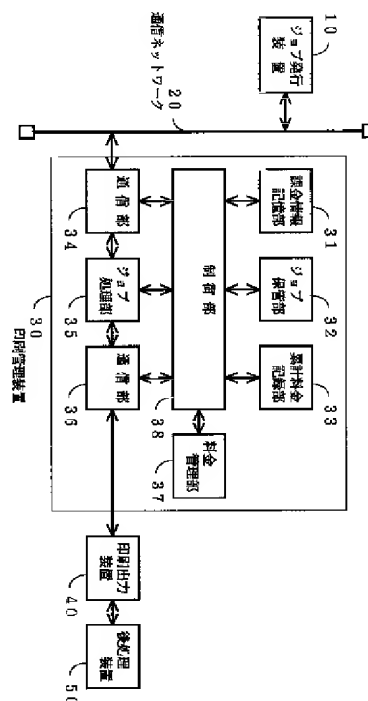 10
ジョブ発行
装置
20
通信ネットワーク
課金情報
記憶部
31
ジョブ
保管部
32
累計料金
記録部
33
制御部
38
料金
管理部
37
通信部
34
ジョブ
処理部
35
通信部
36
30
印刷管理装置
印刷出力
装置
40
後処理
装置
50